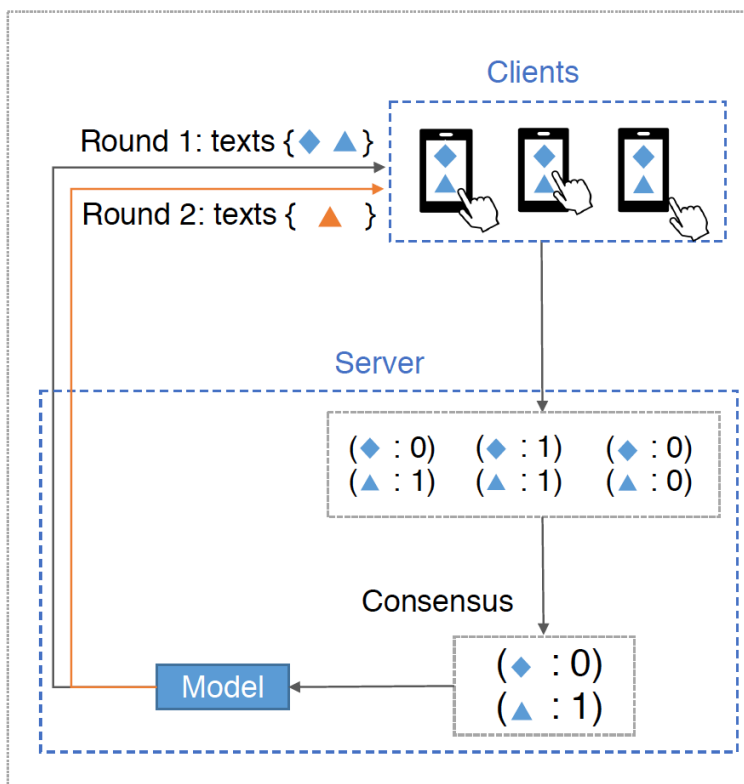 Clients
Round 1: texts {◆ ▲}
Round 2: texts { ▲ }
Server
(◆ : 0) (◆ : 1) (◆ : 0)
(▲ : 1) (▲ : 1) (▲ : 0)
Consensus
(◆ : 0)
(▲ : 1)
Model